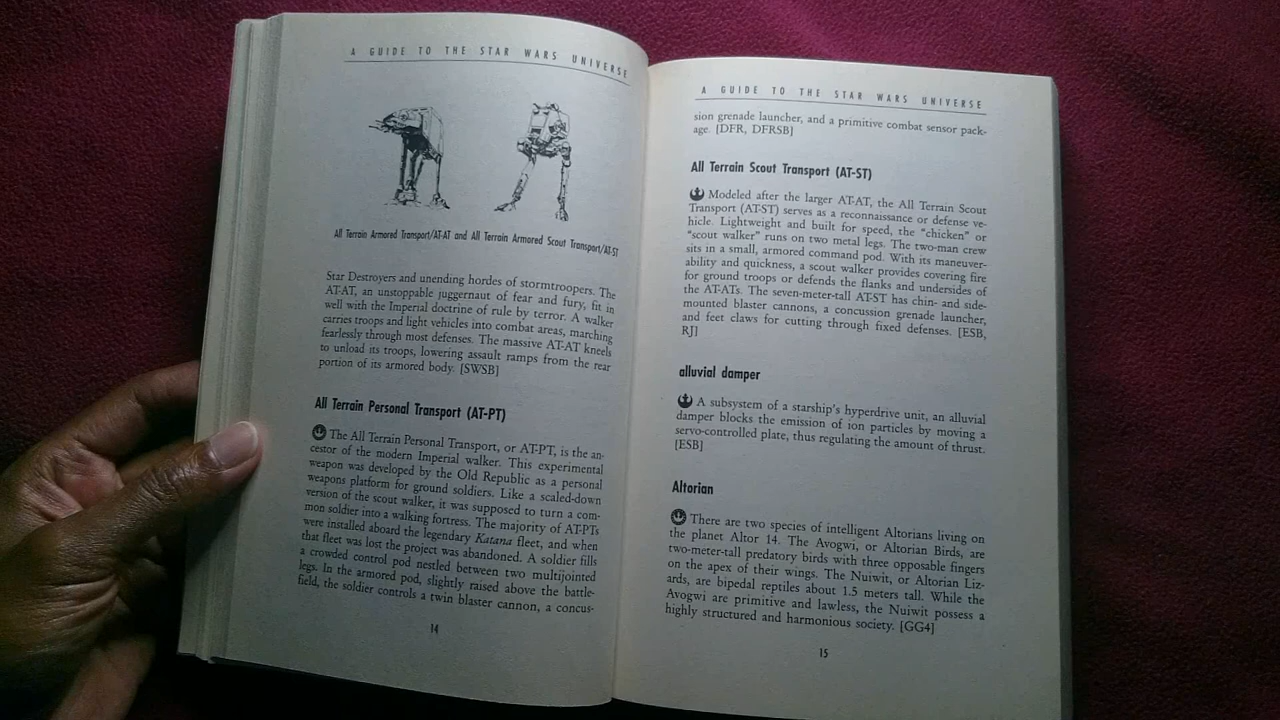 A GUIDE TO THE STAR WARS UNIVERSE
All Terrain Armored Transport/AT-AT and All Terrain Armored Scout Transport/AT-ST
Star Destroyers and unending hordes of stormtroopers. The
AT-AT, an unstoppable juggernaut of fear and fury, fit in
well with the Imperial doctrine of rule by terror. A walker
carries troops and light vehicles into combat areas, marching
fearlessly through most defenses. The massive AT-AT kneels
to unload its troops, lowering assault ramps from the rear
portion of its armored body. [SWSB]
All Terrain Personal Transport (AT-PT)
The All Terrain Personal Transport, or AT-PT, is the an-
cestor of the modern Imperial walker. This experimental
weapon was developed by the Old Republic as a personal
weapons platform for ground soldiers. Like a scaled-down
version of the scout walker, it was supposed to turn a com-
mon soldier into a walking fortress. The majority of AT-PTs
were installed aboard the legendary Katana fleet, and when
that fleet was lost the project was abandoned. A soldier fills
a crowded control pod nestled between two multijointed
legs. In the armored pod, slightly raised above the battle-
field, the soldier controls a twin blaster cannon, a concus-
14
A GUIDE TO THE STAR WARS UNIVERSE
sion grenade launcher, and a primitive combat sensor pack-
age. [DFR, DFRSB]
All Terrain Scout Transport (AT-ST)
Modeled after the larger AT-AT, the All Terrain Scout
Transport (AT-ST) serves as a reconnaissance or defense ve-
hicle. Lightweight and built for speed, the "chicken" or
"scout walker" runs on two metal legs. The two-man crew
sits in a small, armored command pod. With its maneuver-
ability and quickness, a scout walker provides covering fire
for ground troops or defends the flanks and undersides of
the AT-ATs. The seven-meter-tall AT-ST has chin- and side-
mounted blaster cannons, a concussion grenade launcher,
and feet claws for cutting through fixed defenses. [ESB,
RJ]
alluvial damper
A subsystem of a starship's hyperdrive unit, an alluvial
damper blocks the emission of ion particles by moving a
servo-controlled plate, thus regulating the amount of thrust.
[ESB]
Altorian
There are two species of intelligent Altorians living on
the planet Altor 14. The Avogwi, or Altorian Birds, are
two-meter-tall predatory birds with three opposable fingers
on the apex of their wings. The Nuiwit, or Altorian Liz-
ards, are bipedal reptiles about 1.5 meters tall. While the
Avogwi are primitive and lawless, the Nuiwit possess a
highly structured and harmonious society. [GG4]
15